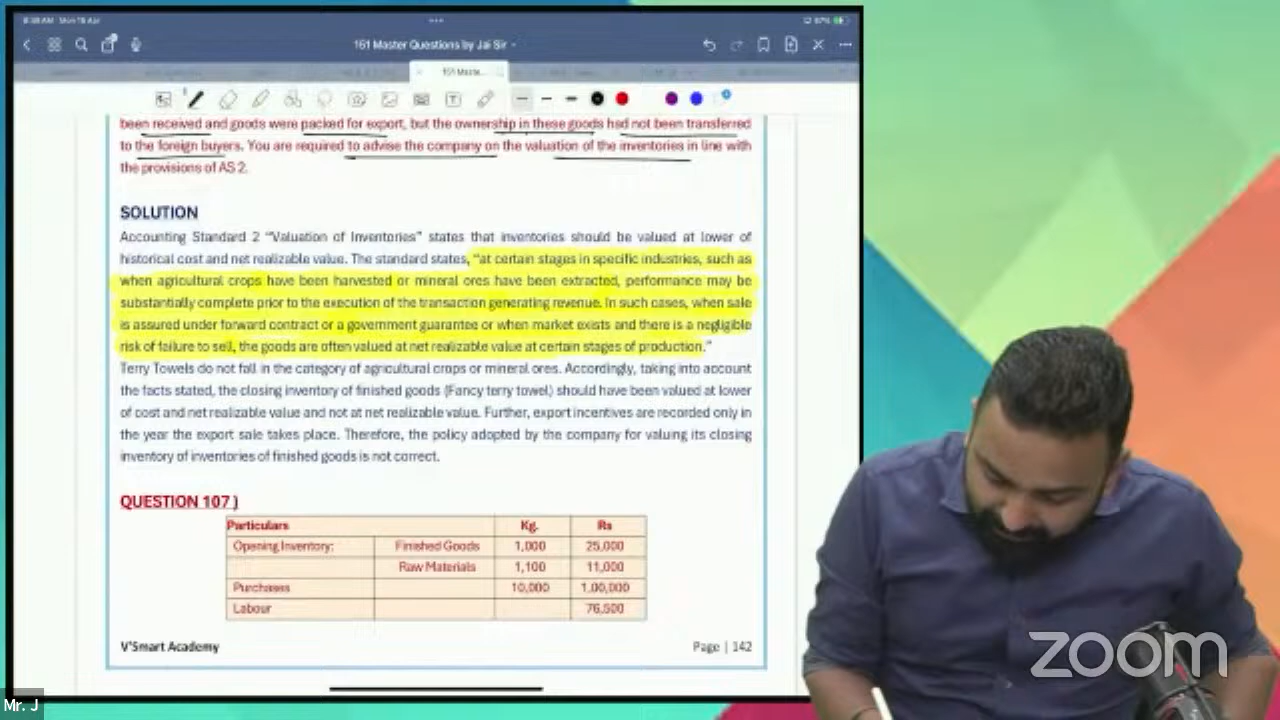 8:38 AM Mon 15 Apr
87%
161 Master Questions by Jai Sir
161 Maste...
been received and goods were packed for export, but the ownership in these goods had not been transferred
to the foreign buyers. You are required to advise the company on the valuation of the inventories in line with
the provisions of AS 2.
SOLUTION
Accounting Standard 2 “Valuation of Inventories” states that inventories should be valued at lower of
historical cost and net realizable value. The standard states, “at certain stages in specific industries, such as
when agricultural crops have been harvested or mineral ores have been extracted, performance may be
substantially complete prior to the execution of the transaction generating revenue. In such cases, when sale
is assured under forward contract or a government guarantee or when market exists and there is a negligible
risk of failure to sell, the goods are often valued at net realizable value at certain stages of production.”
Terry Towels do not fall in the category of agricultural crops or mineral ores. Accordingly, taking into account
the facts stated, the closing inventory of finished goods (Fancy terry towel) should have been valued at lower
of cost and net realizable value and not at net realizable value. Further, export incentives are recorded only in
the year the export sale takes place. Therefore, the policy adopted by the company for valuing its closing
inventory of inventories of finished goods is not correct.
QUESTION 107 )
Particulars Kg. Rs
Opening Inventory: Finished Goods 1,000 25,000
Raw Materials 1,100 11,000
Purchases 10,000 1,00,000
Labour 76,500
V'Smart Academy Page | 142
zoom
Mr. J